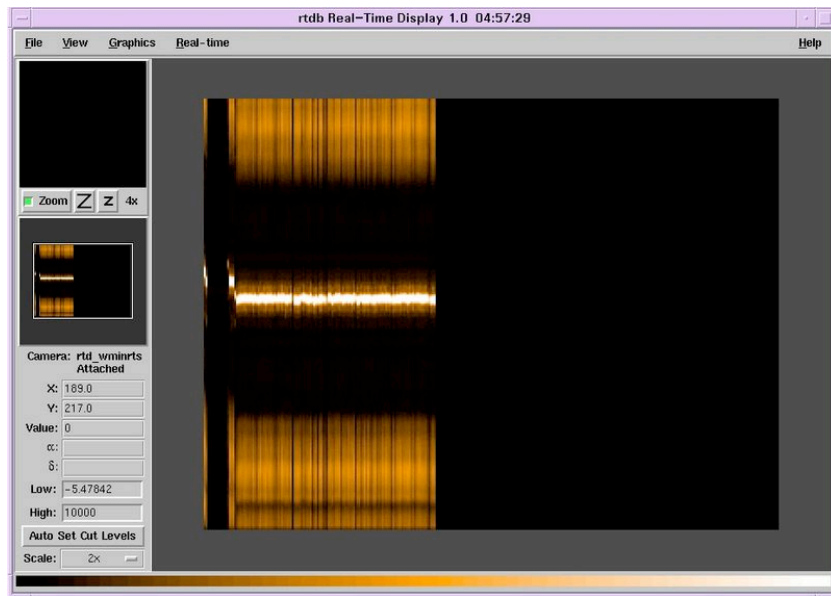 rtdb Real-Time Display 1.0 04:57:29
File View Graphics Real-time Help
Zoom Z z 4x
Camera: rtd_wminrts
Attached
X: 189.0
Y: 217.0
Value: 0
α:
δ:
Low: -5.47842
High: 10000
Auto Set Cut Levels
Scale: 2x